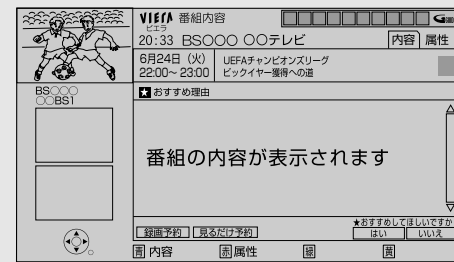 VIErA 番組内容
ビエラ
20:33 BS○○○ ○○テレビ
内容 属性
6月24日（火） UEFAチャンピオンズリーグ
22:00～23:00 ビックイヤー獲得への道
BS○○○
○○BS1
★ おすすめ理由
番組の内容が表示されます
★おすすめしてほしいですか
録画予約 見るだけ予約 はい いいえ
青 内容 赤 属性 緑 黄